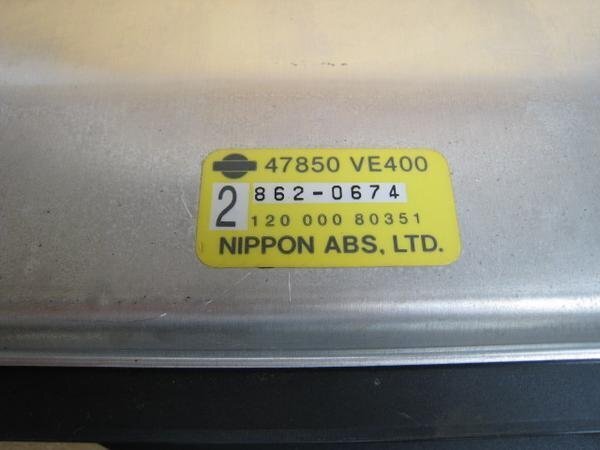 47850 VE400
2 862-0674
120 000 80351
NIPPON ABS, LTD.